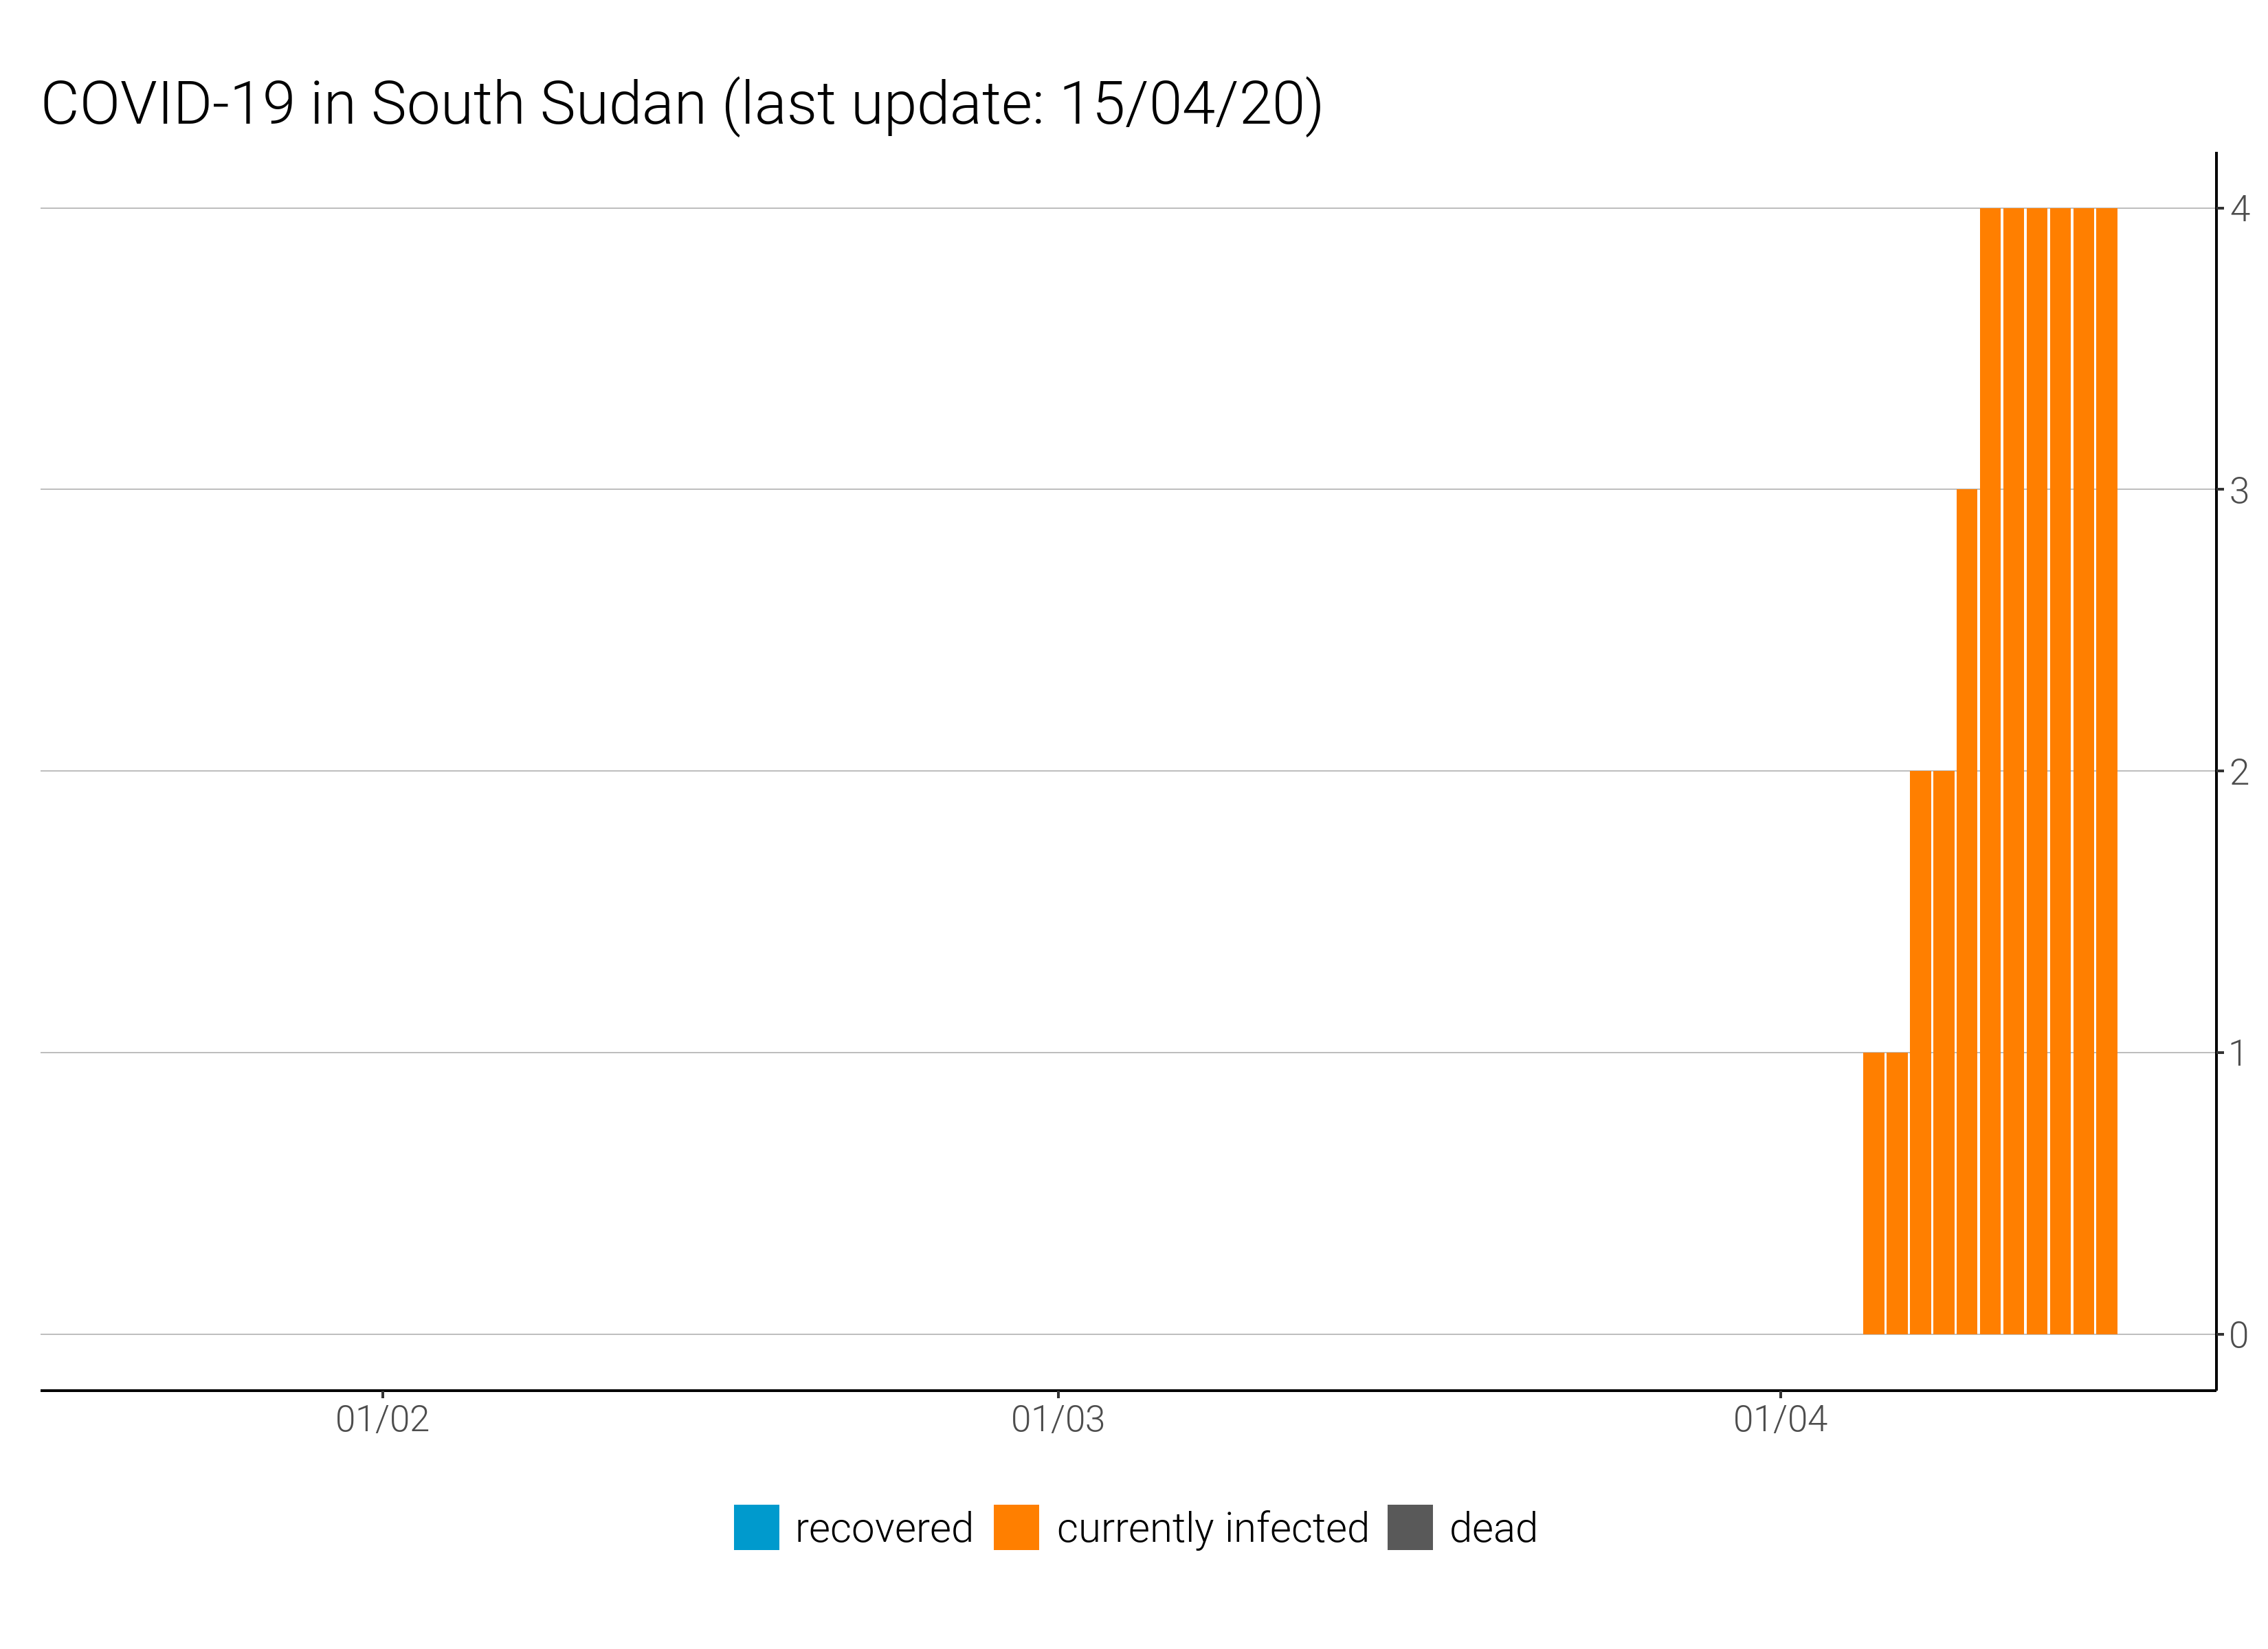 COVID-19 in South Sudan (last update: 15/04/20)
4
3
2
1
0
01/02 01/03 01/04
recovered currently infected dead